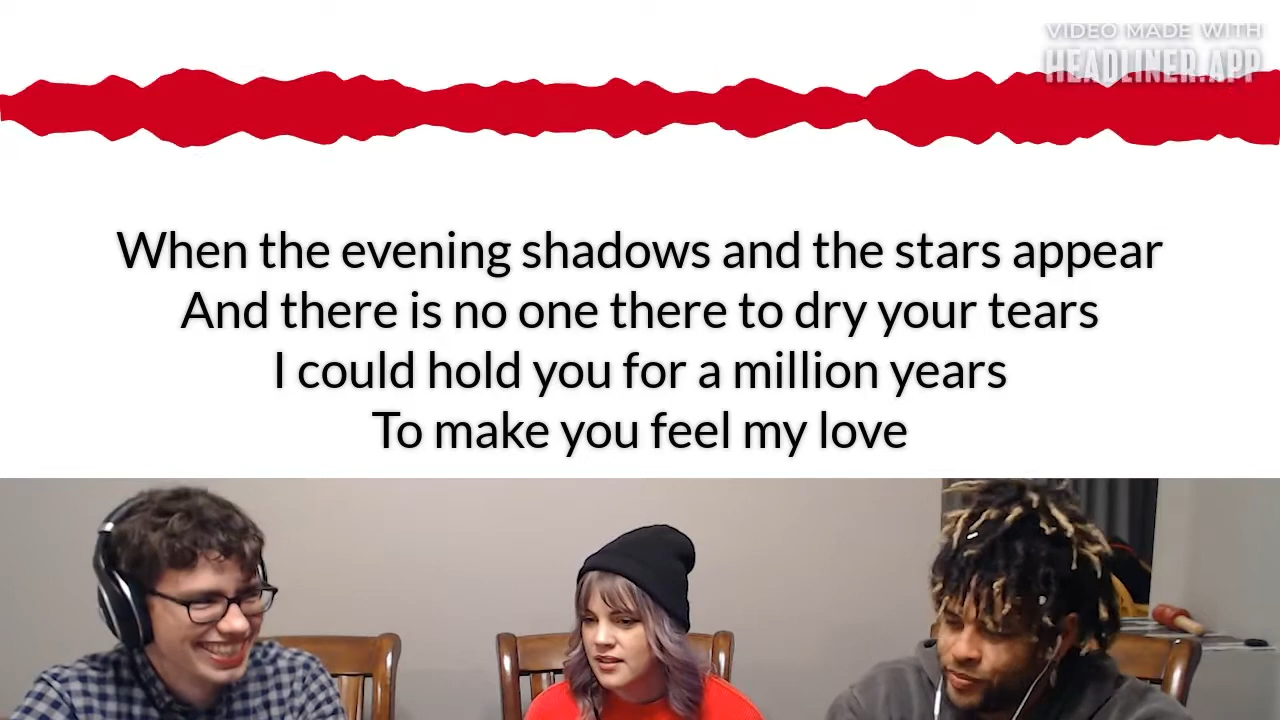 VIDEO MADE WITH
HEADLINER.APP
When the evening shadows and the stars appear
And there is no one there to dry your tears
I could hold you for a million years
To make you feel my love